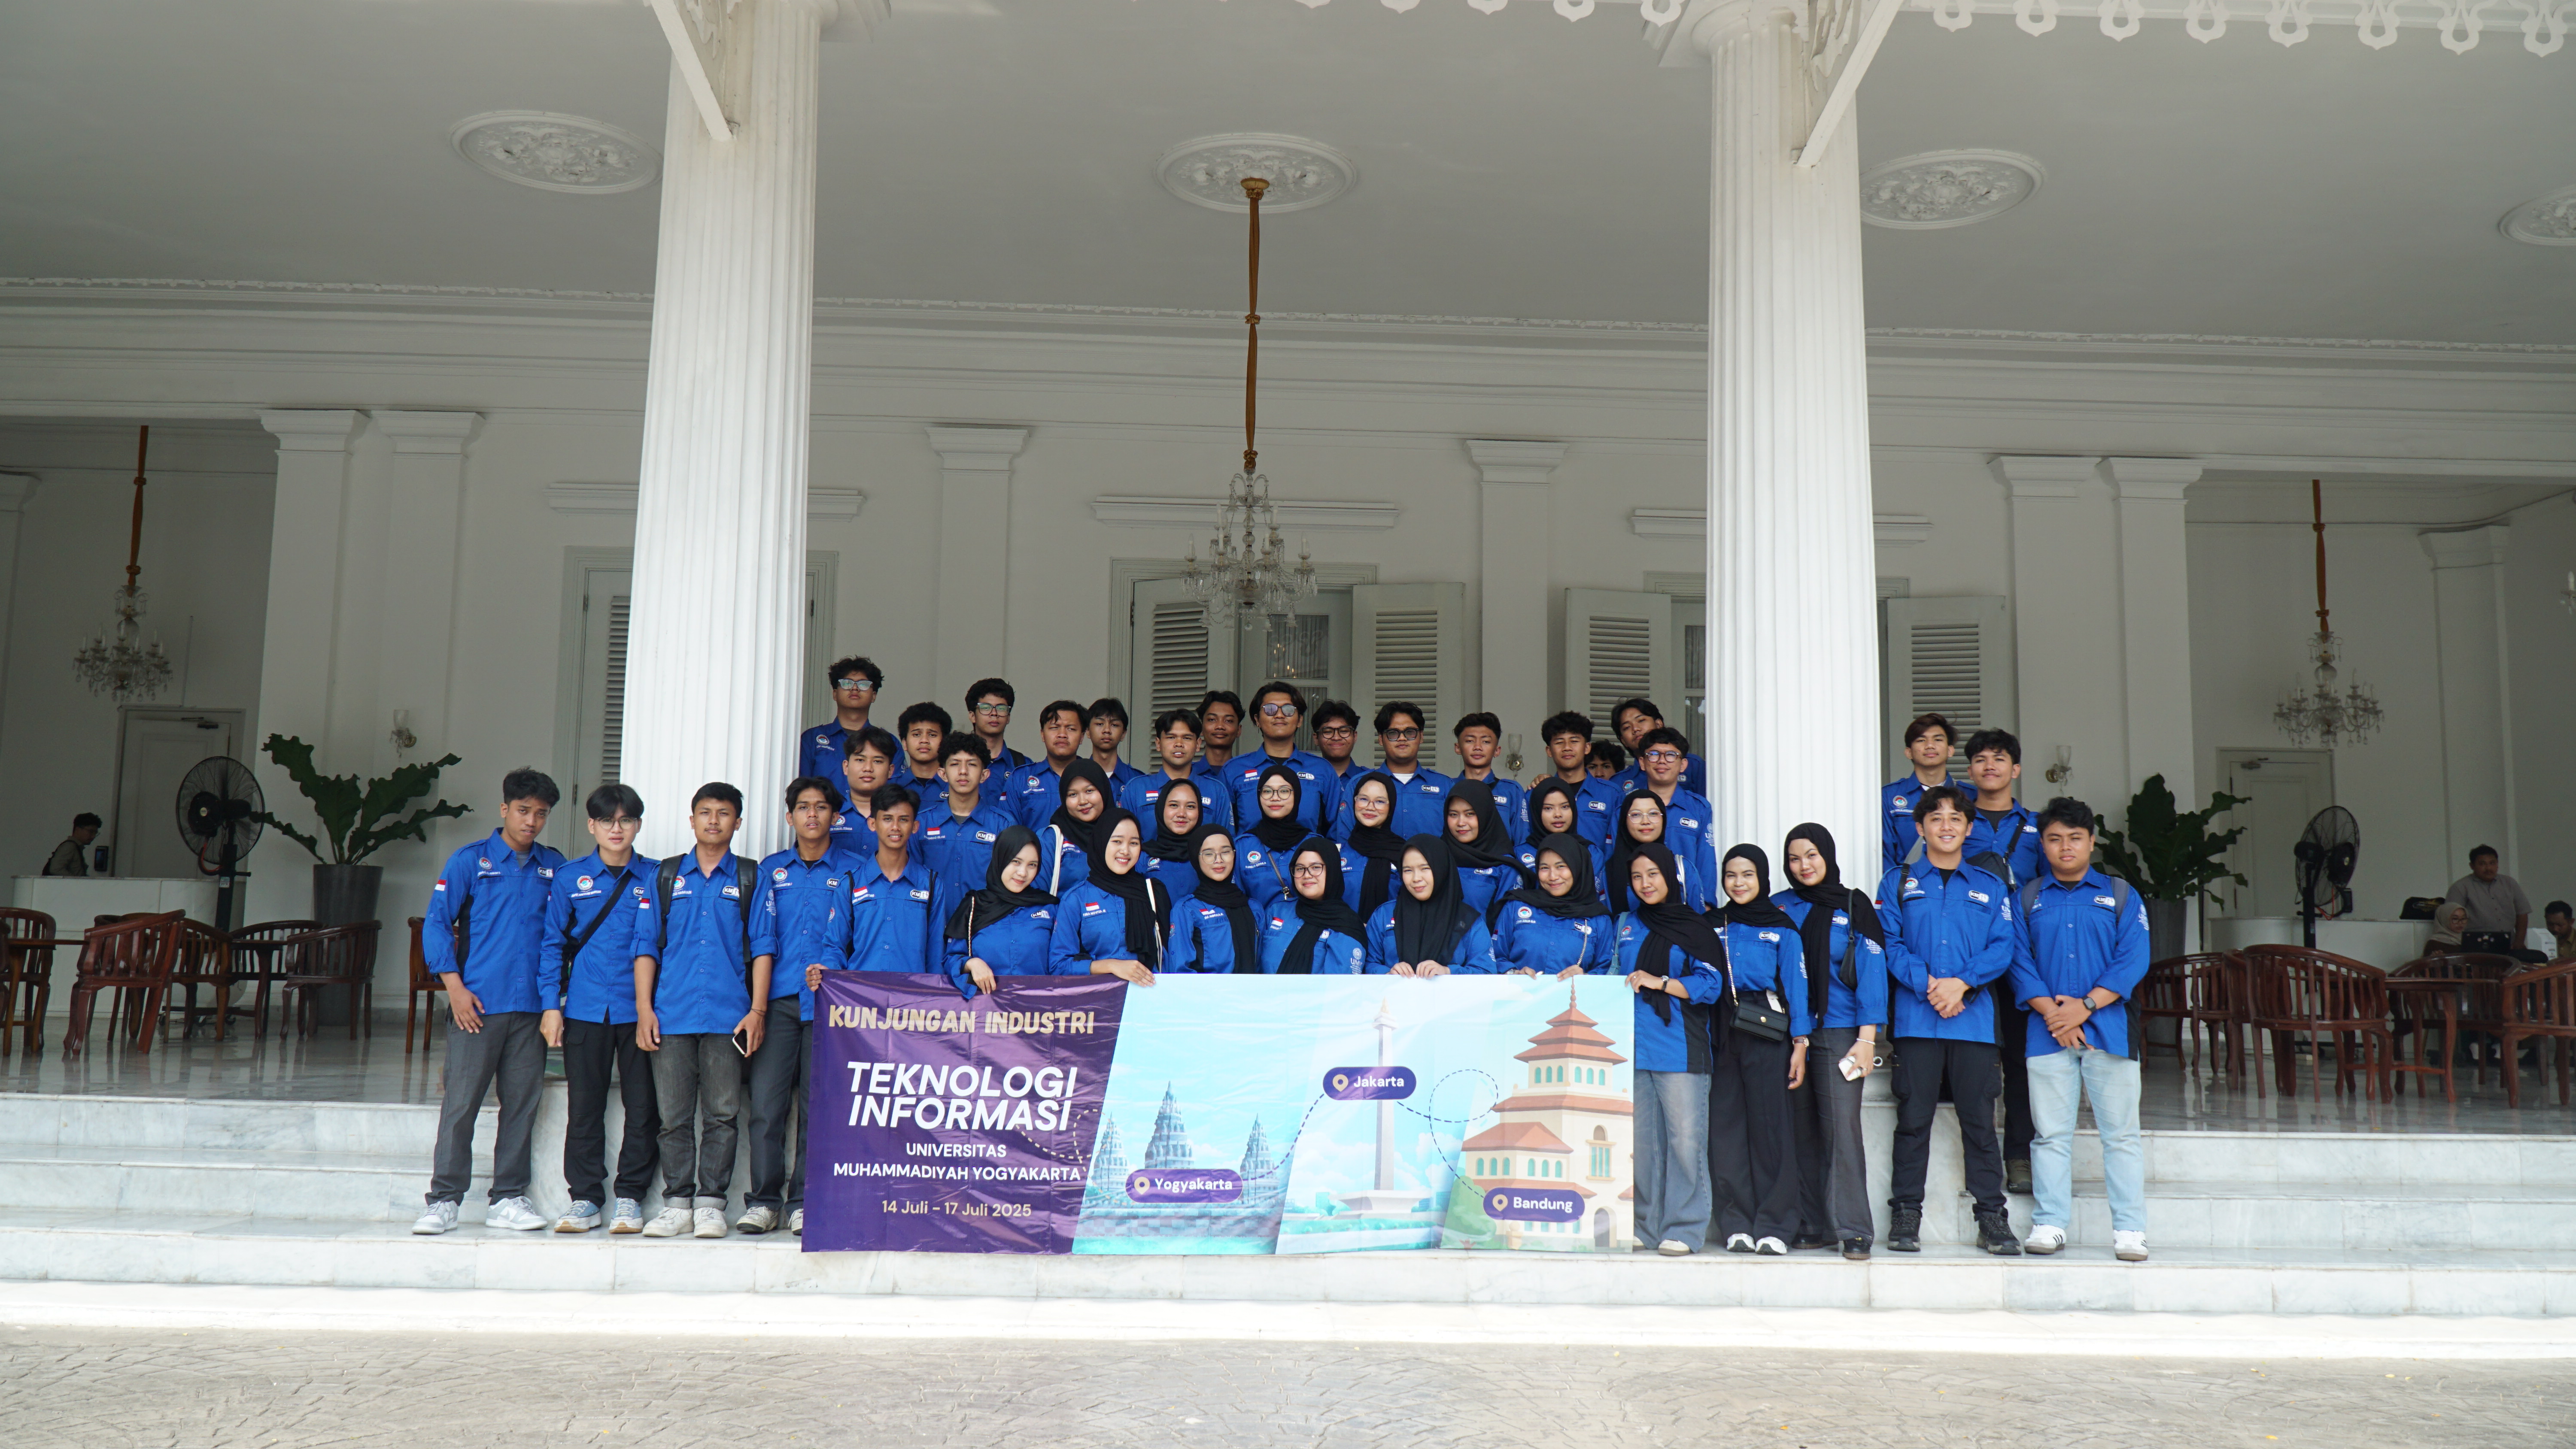 KUNJUNGAN INDUSTRI
TEKNOLOGI
INFORMASI
UNIVERSITAS
MUHAMMADIYAH YOGYAKARTA
14 Juli - 17 Juli 2025
Yogyakarta
Jakarta
Bandung